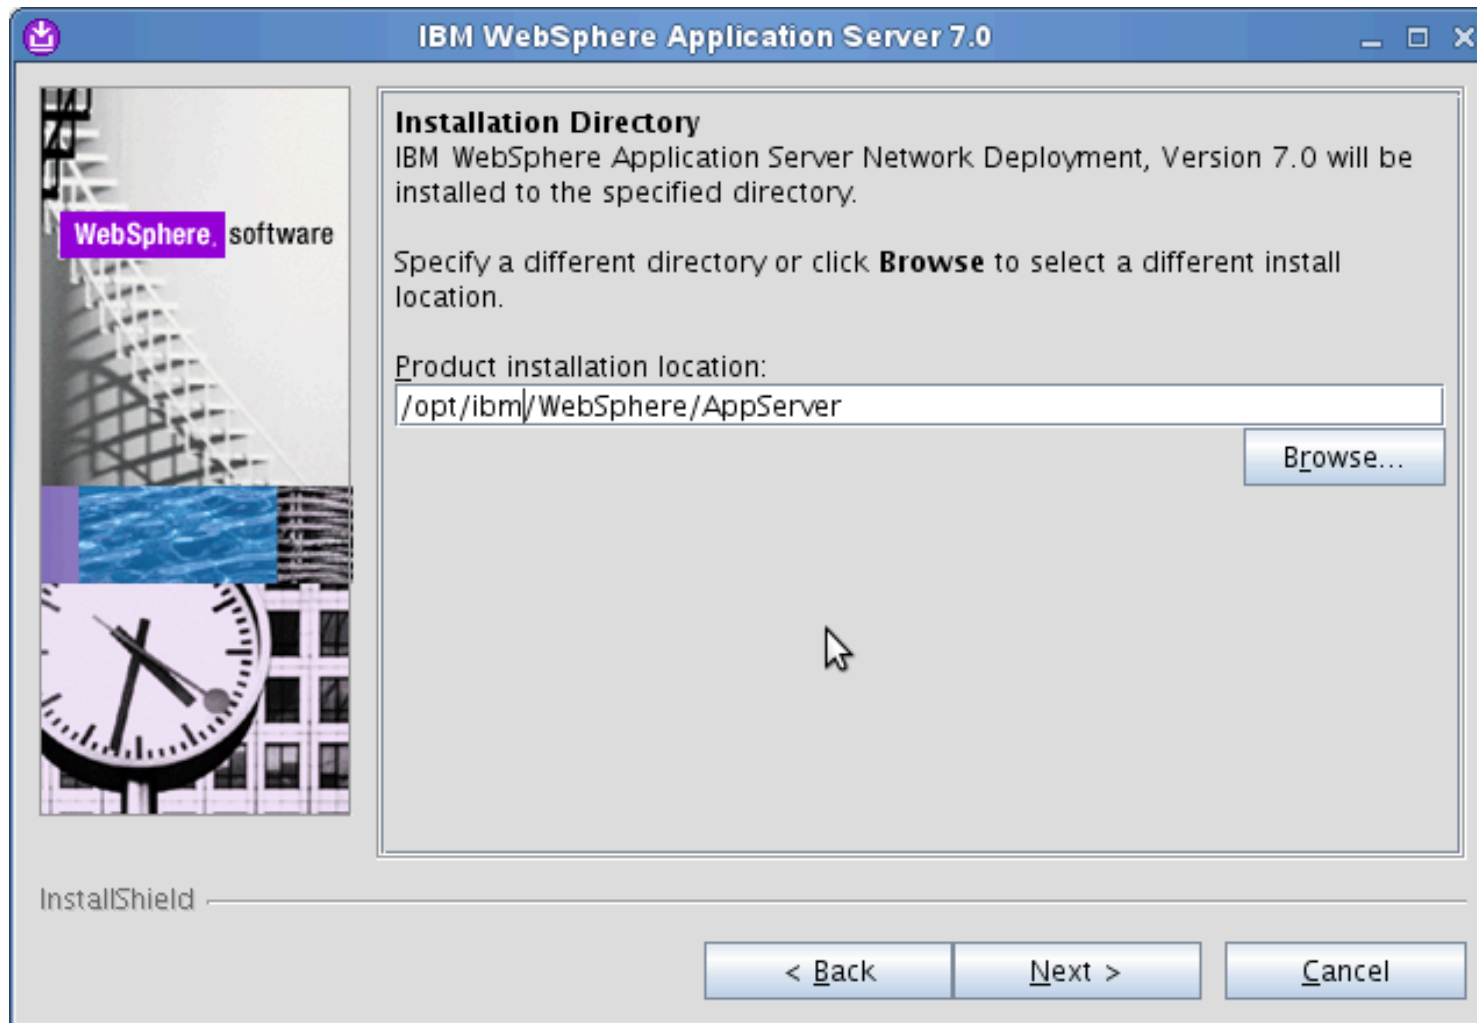 IBM WebSphere Application Server 7.0
WebSphere. software
Installation Directory
IBM WebSphere Application Server Network Deployment, Version 7.0 will be
installed to the specified directory.
Specify a different directory or click Browse to select a different install
location.
Product installation location:
/opt/ibm/WebSphere/AppServer
Browse...
InstallShield
< Back
Next >
Cancel